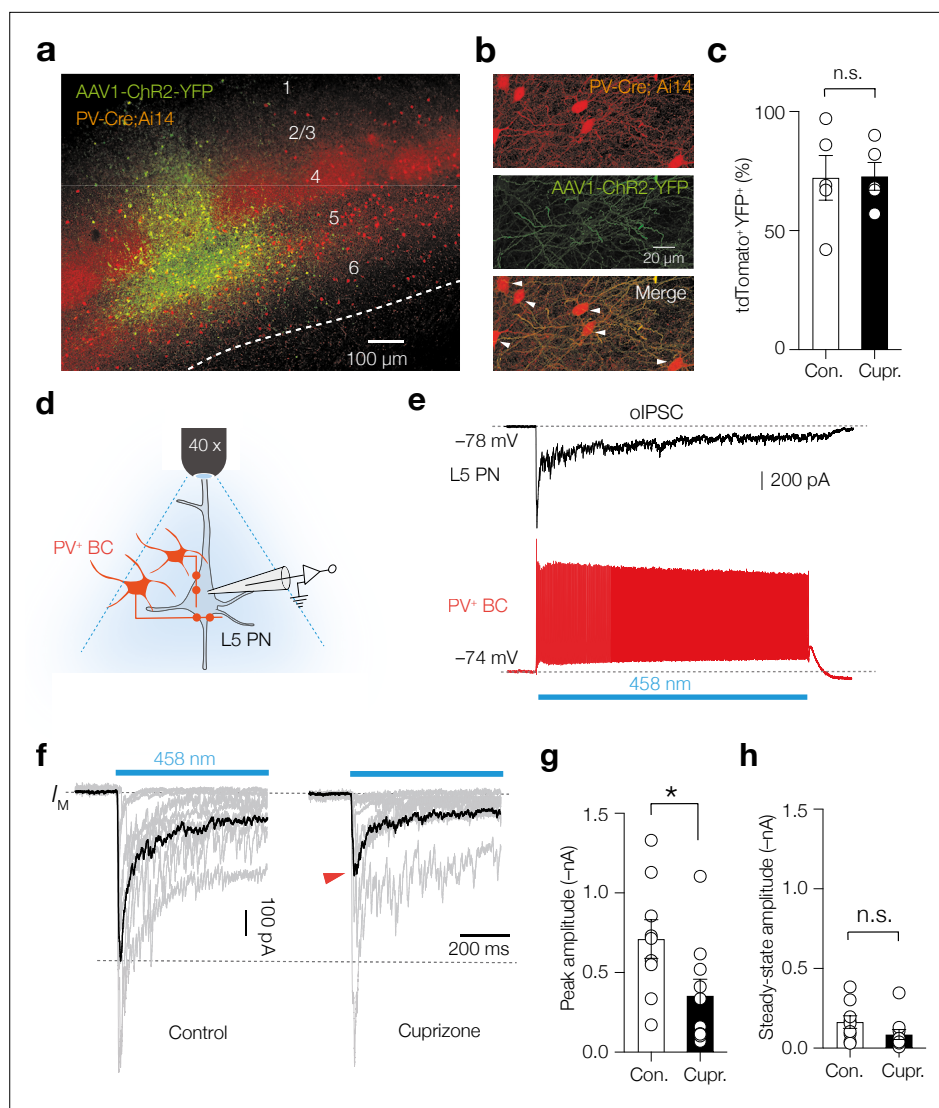 a
AAV1-ChR2-YFP
PV-Cre;Ai14
1
2/3
4
5
6
100 µm
b
PV-Cre; Ai14
AAV1-ChR2-YFP
20 µm
Merge
c
n.s.
100
50
0
tdTomato⁺ YFP⁺ (%)
Con.
Cupr.
d
40 x
PV⁺ BC
L5 PN
e
oIPSC
–78 mV
L5 PN
200 pA
PV⁺ BC
–74 mV
458 nm
f
458 nm
I_M
100 pA
200 ms
Control
Cuprizone
g
*
1.5
1.0
0.5
0.0
Peak amplitude (–nA)
Con.
Cupr.
h
1.5
1.0
n.s.
0.5
0.0
Steady-state amplitude (–nA)
Con.
Cupr.